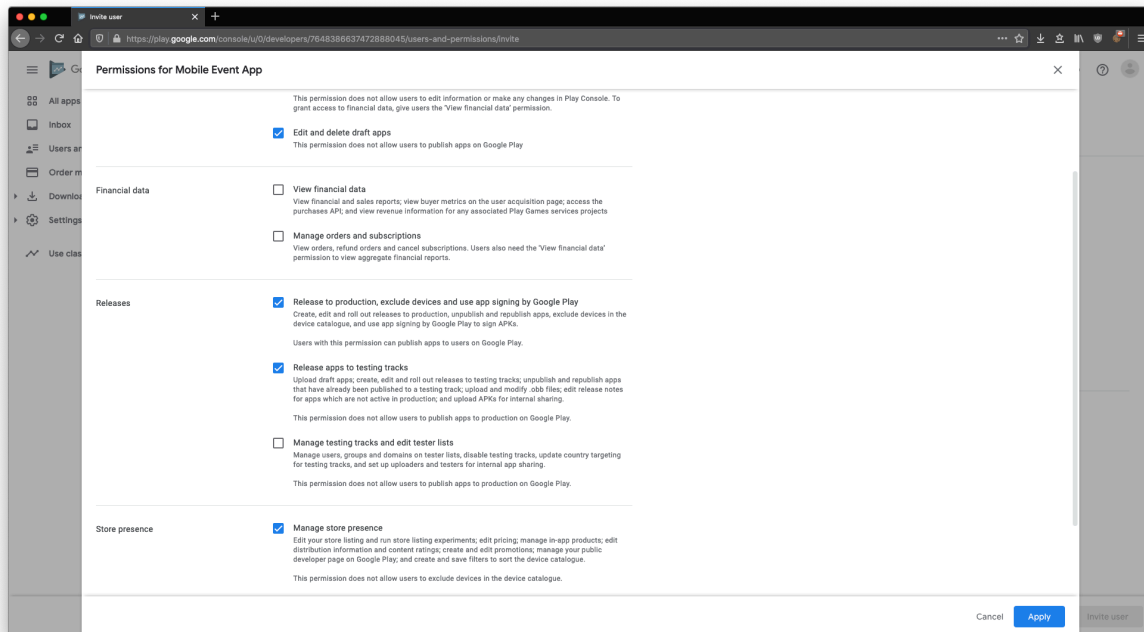 Invite user
https://play.google.com/console/u/0/developers/7648386637472888045/users-and-permissions/invite
Permissions for Mobile Event App
All apps
Inbox
Users
Order
Settings
Use
This permission does not allow users to edit information or make any changes in Play Console. To
grant access to financial data, give users the 'View financial data' permission.
Edit and delete draft apps
This permission does not allow users to publish apps on Google Play
Financial data
View financial data
View financial and sales reports; view buyer metrics on the user acquisition page; access the
purchases API; and view revenue information for any associated Play Games services projects
Manage orders and subscriptions
View orders, refund orders and cancel subscriptions. Users also need the 'View financial data'
permission to view aggregate financial reports.
Releases
Release to production, exclude devices and use app signing by Google Play
Create, edit and roll out releases to production, unpublish and republish apps, exclude devices in the
device catalogue, and use app signing by Google Play to sign APKs.
Users with this permission can publish apps to users on Google Play.
Release apps to testing tracks
Upload draft apps; create, edit and roll out releases to testing tracks; unpublish and republish apps
that have already been published to a testing track; upload and modify .obb files; edit release notes
for apps which are not active in production; and upload APKs for internal sharing.
This permission does not allow users to publish apps to production on Google Play.
Manage testing tracks and edit tester lists
Manage users, groups and domains on tester lists, disable testing tracks, update country targeting
for testing tracks, and set up uploaders and testers for internal app sharing.
This permission does not allow users to publish apps to production on Google Play.
Store presence
Manage store presence
Edit your store listing and run store listing experiments; edit pricing; manage in-app products; edit
distribution information and content ratings; create and edit promotions; manage your public
developer page on Google Play; and create and save filters to sort the device catalogue.
This permission does not allow users to exclude devices in the device catalogue.
Cancel
Apply
Invite user